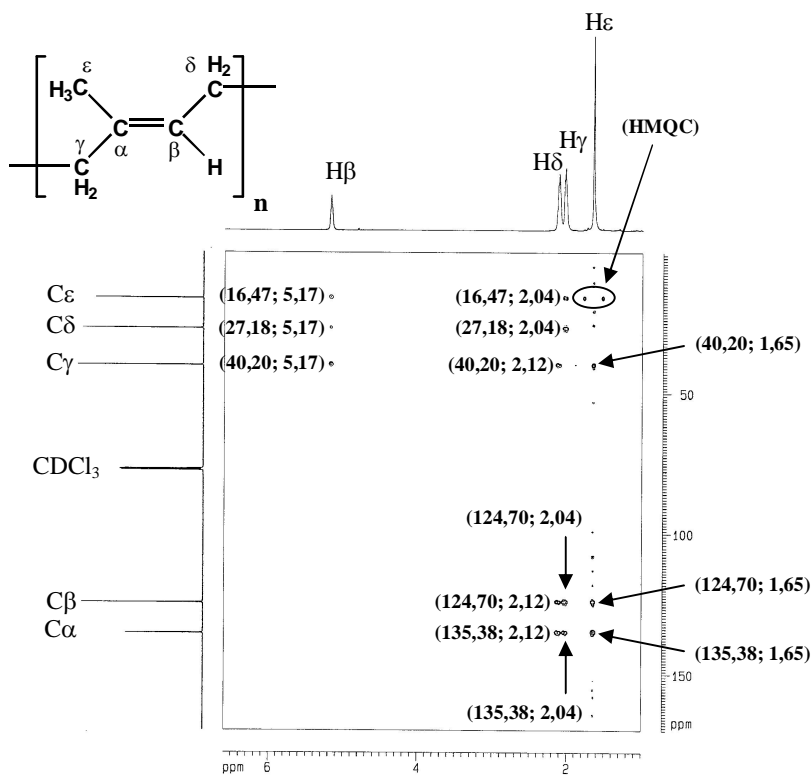 Hε
ε
δ
H2
H3C
C
C
C
α
β
γ
C
H
H2
n
(HMQC)
Hβ
Hδ
Hγ
Cε
(16,47; 5,17)
(16,47; 2,04)
Cδ
(27,18; 5,17)
(27,18; 2,04)
Cγ
(40,20; 5,17)
(40,20; 2,12)
(40,20; 1,65)
50
CDCl3
(124,70; 2,04)
100
Cβ
(124,70; 2,12)
(124,70; 1,65)
Cα
(135,38; 2,12)
(135,38; 1,65)
150
(135,38; 2,04)
ppm
ppm 6 4 2